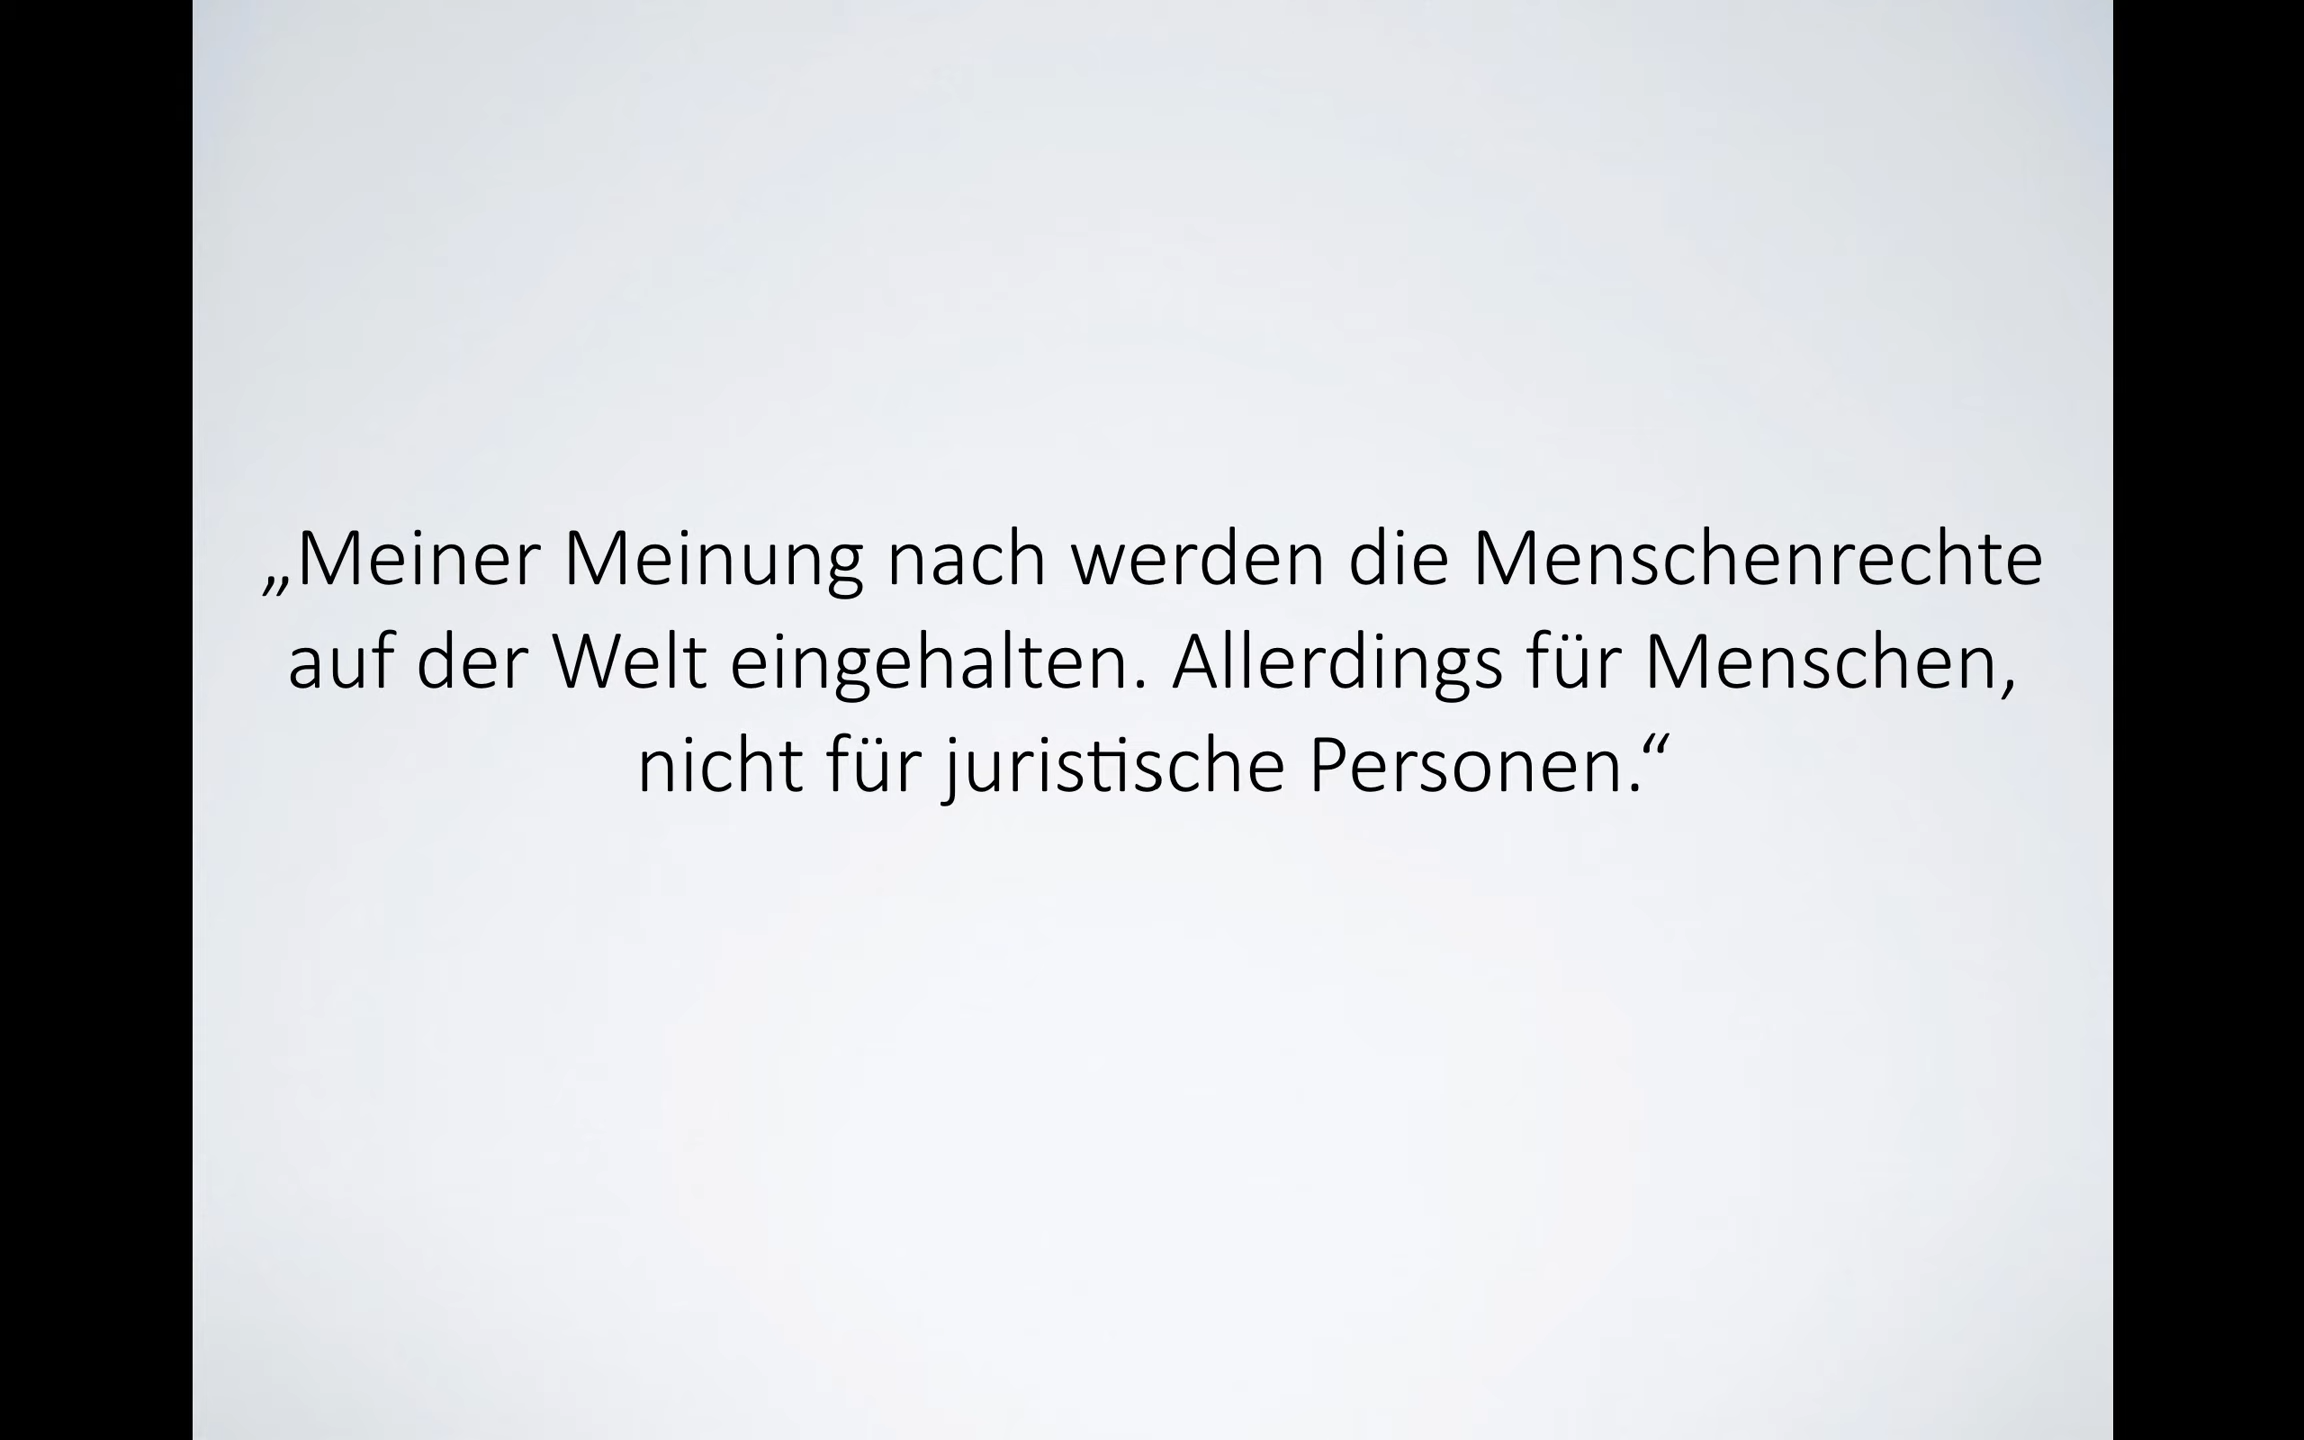 „Meiner Meinung nach werden die Menschenrechte
auf der Welt eingehalten. Allerdings für Menschen,
nicht für juristische Personen.“